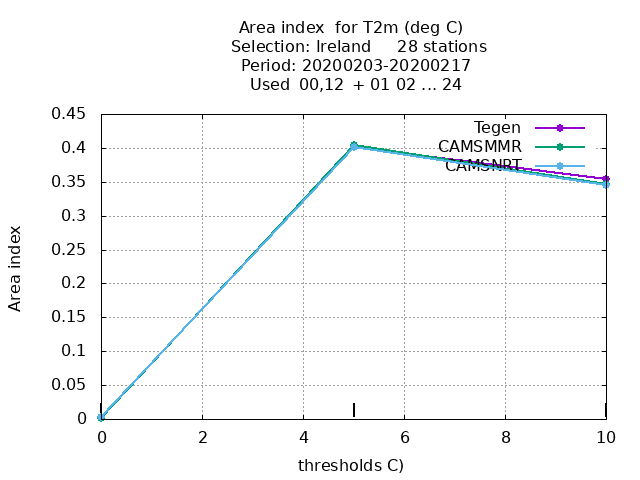 Area index  for T2m (deg C)
Selection: Ireland     28 stations
Period: 20200203-20200217
Used  00,12  + 01 02 ... 24
0.45
0.4
0.35
0.3
0.25
0.2
0.15
0.1
0.05
0
Area index
Tegen
CAMSMMR
CAMSNRT
0 2 4 6 8 10
thresholds C)